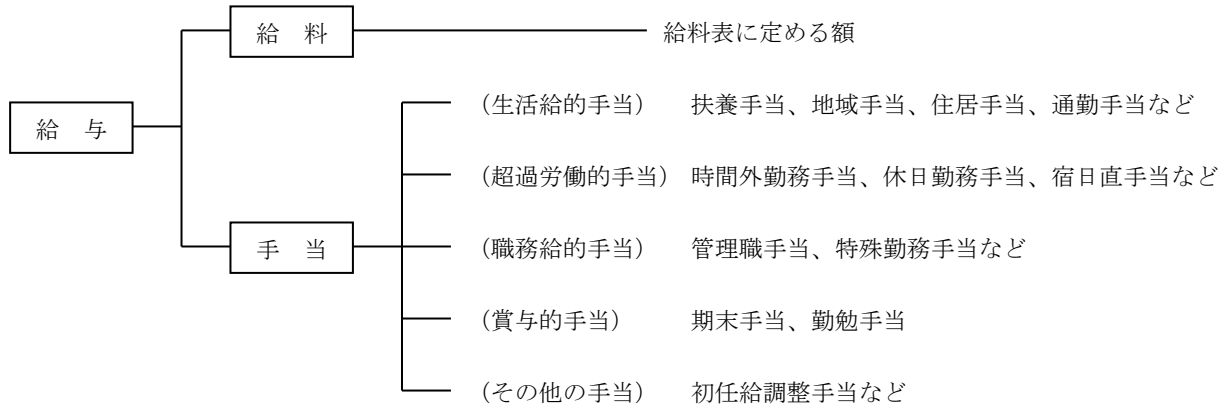 給　料　給料表に定める額
（生活給的手当）　扶養手当、地域手当、住居手当、通勤手当など
給　与
（超過労働的手当）　時間外勤務手当、休日勤務手当、宿日直手当など
手　当　（職務給的手当）　管理職手当、特殊勤務手当など
（賞与的手当）　期末手当、勤勉手当
（その他の手当）　初任給調整手当など